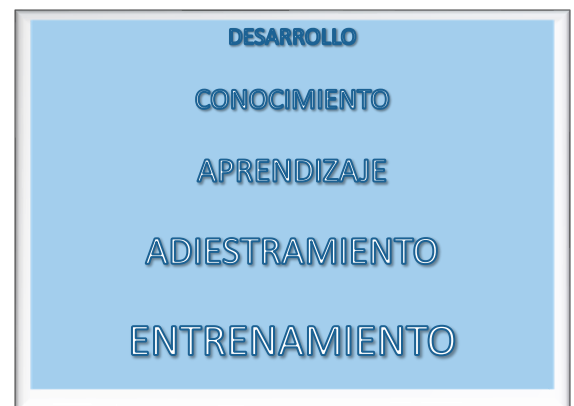 DESARROLLO
CONOCIMIENTO
APRENDIZAJE
ADIESTRAMIENTO
ENTRENAMIENTO